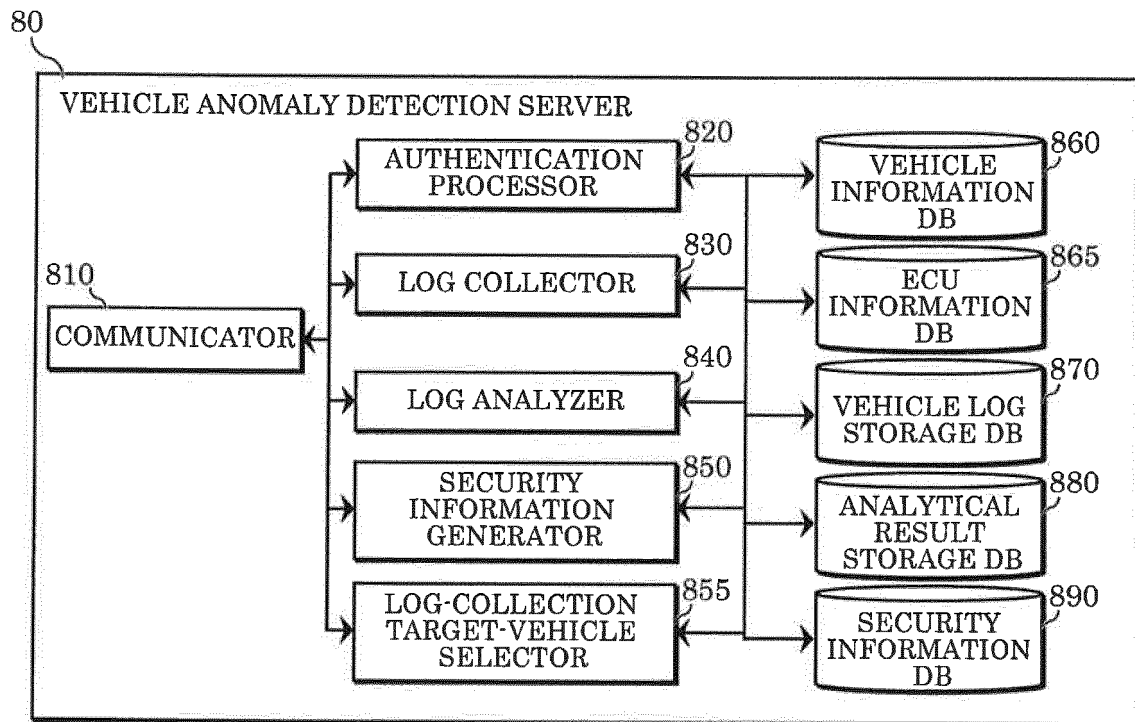 80
VEHICLE ANOMALY DETECTION SERVER
810
COMMUNICATOR
820
AUTHENTICATION
PROCESSOR
830
LOG COLLECTOR
840
LOG ANALYZER
850
SECURITY
INFORMATION
GENERATOR
855
LOG-COLLECTION
TARGET-VEHICLE
SELECTOR
860
VEHICLE
INFORMATION
DB
865
ECU
INFORMATION
DB
870
VEHICLE LOG
STORAGE DB
880
ANALYTICAL
RESULT
STORAGE DB
890
SECURITY
INFORMATION
DB